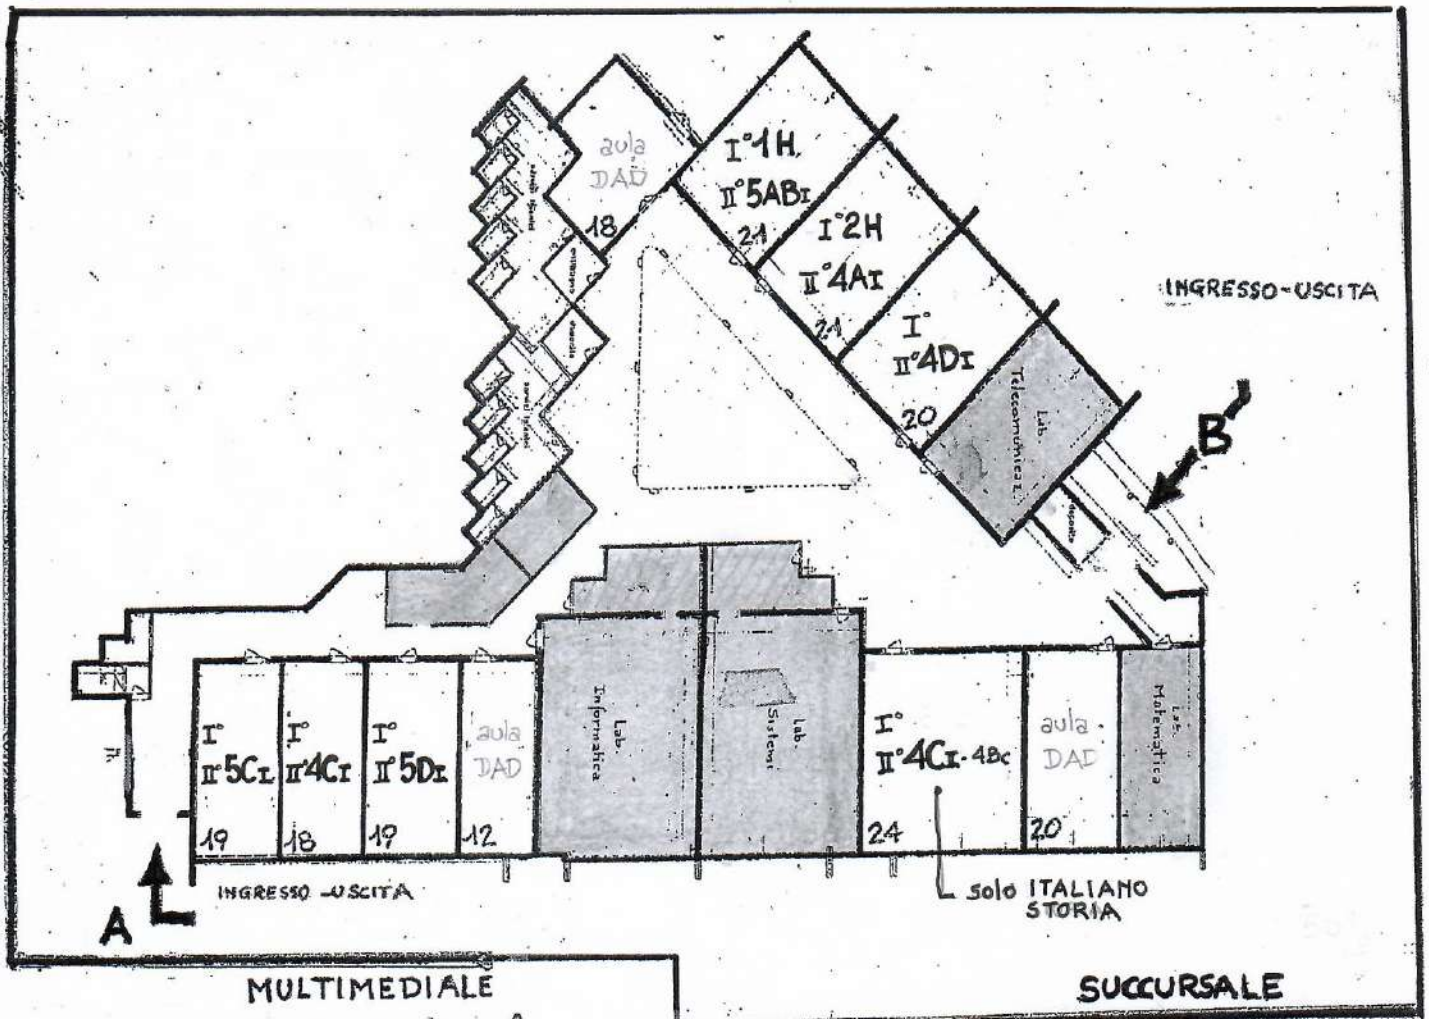 aula
DAD
18
I° 1H
II° 5ABI
21
I° 2H
II° 4AI
21
I°
II° 4DI
20
Lab.
Telecomunicaz.
deposito
INGRESSO-USCITA
B
I°
II° 5CI
19
I°
II° 4CI
18
I°
II° 5DI
19
aula
DAD
12
Lab.
Informatica
Lab.
Sistemi
I°
II° 4CI-4BC
24
aula
DAD
20
Lab.
Matematica
A
INGRESSO-USCITA
solo ITALIANO
STORIA
MULTIMEDIALE
SUCCURSALE